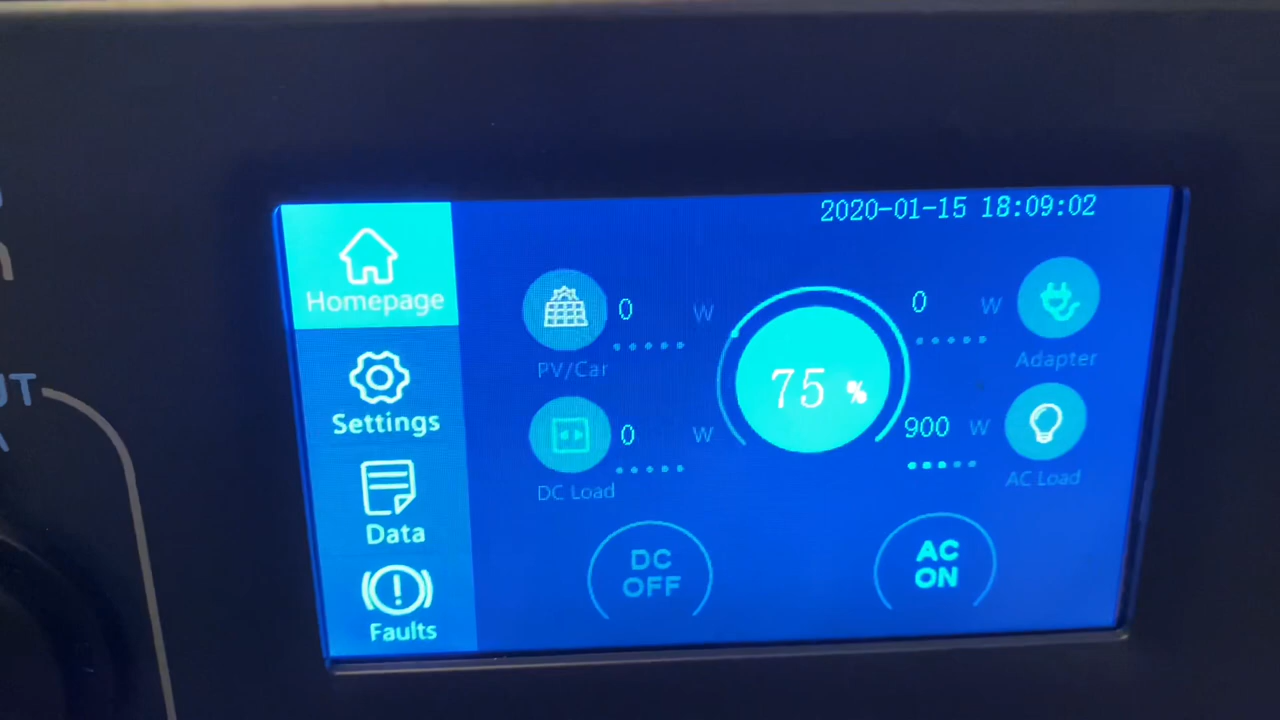 2020-01-15 18:09:02
Homepage
Settings
Data
Faults
0 W
PV/Car
0 W
DC Load
75 %
0 W
Adapter
900 W
AC Load
DC
OFF
AC
ON